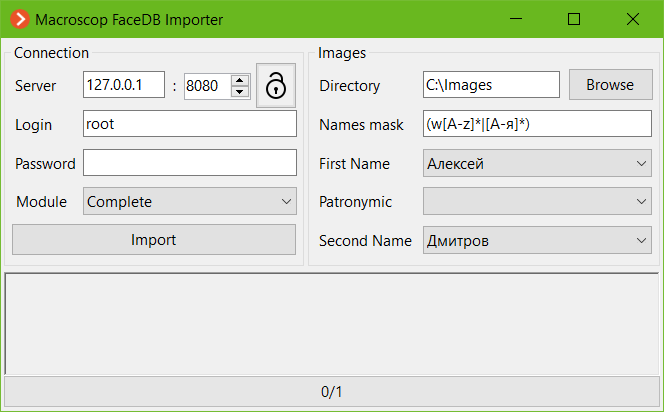 Macroscop FaceDB Importer
Connection
Server 127.0.0.1 : 8080
Login root
Password
Module Complete
Import
Images
Directory C:\Images Browse
Names mask (w[A-z]*|[А-я]*)
First Name Алексей
Patronymic
Second Name Дмитров
0/1